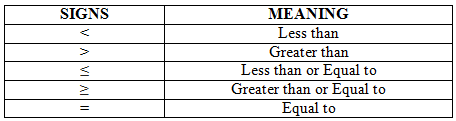 SIGNS MEANING
< Less than
> Greater than
≤ Less than or Equal to
≥ Greater than or Equal to
= Equal to